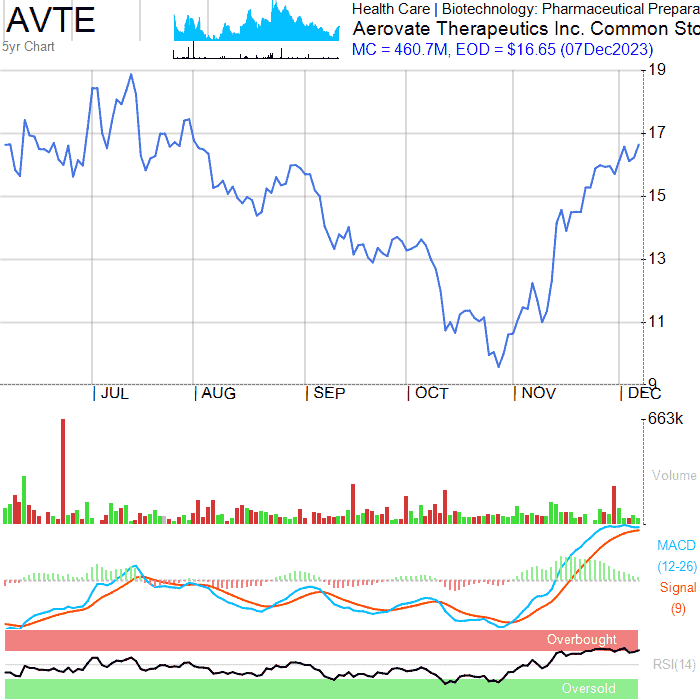 AVTE
5yr Chart
Health Care | Biotechnology: Pharmaceutical Prepara
Aerovate Therapeutics Inc. Common Sto
MC = 460.7M, EOD = $16.65 (07Dec2023)
19
17
15
13
11
9
JUL
AUG
SEP
OCT
NOV
DEC
663k
Volume
MACD
(12-26)
Signal
(9)
Overbought
RSI(14)
Oversold